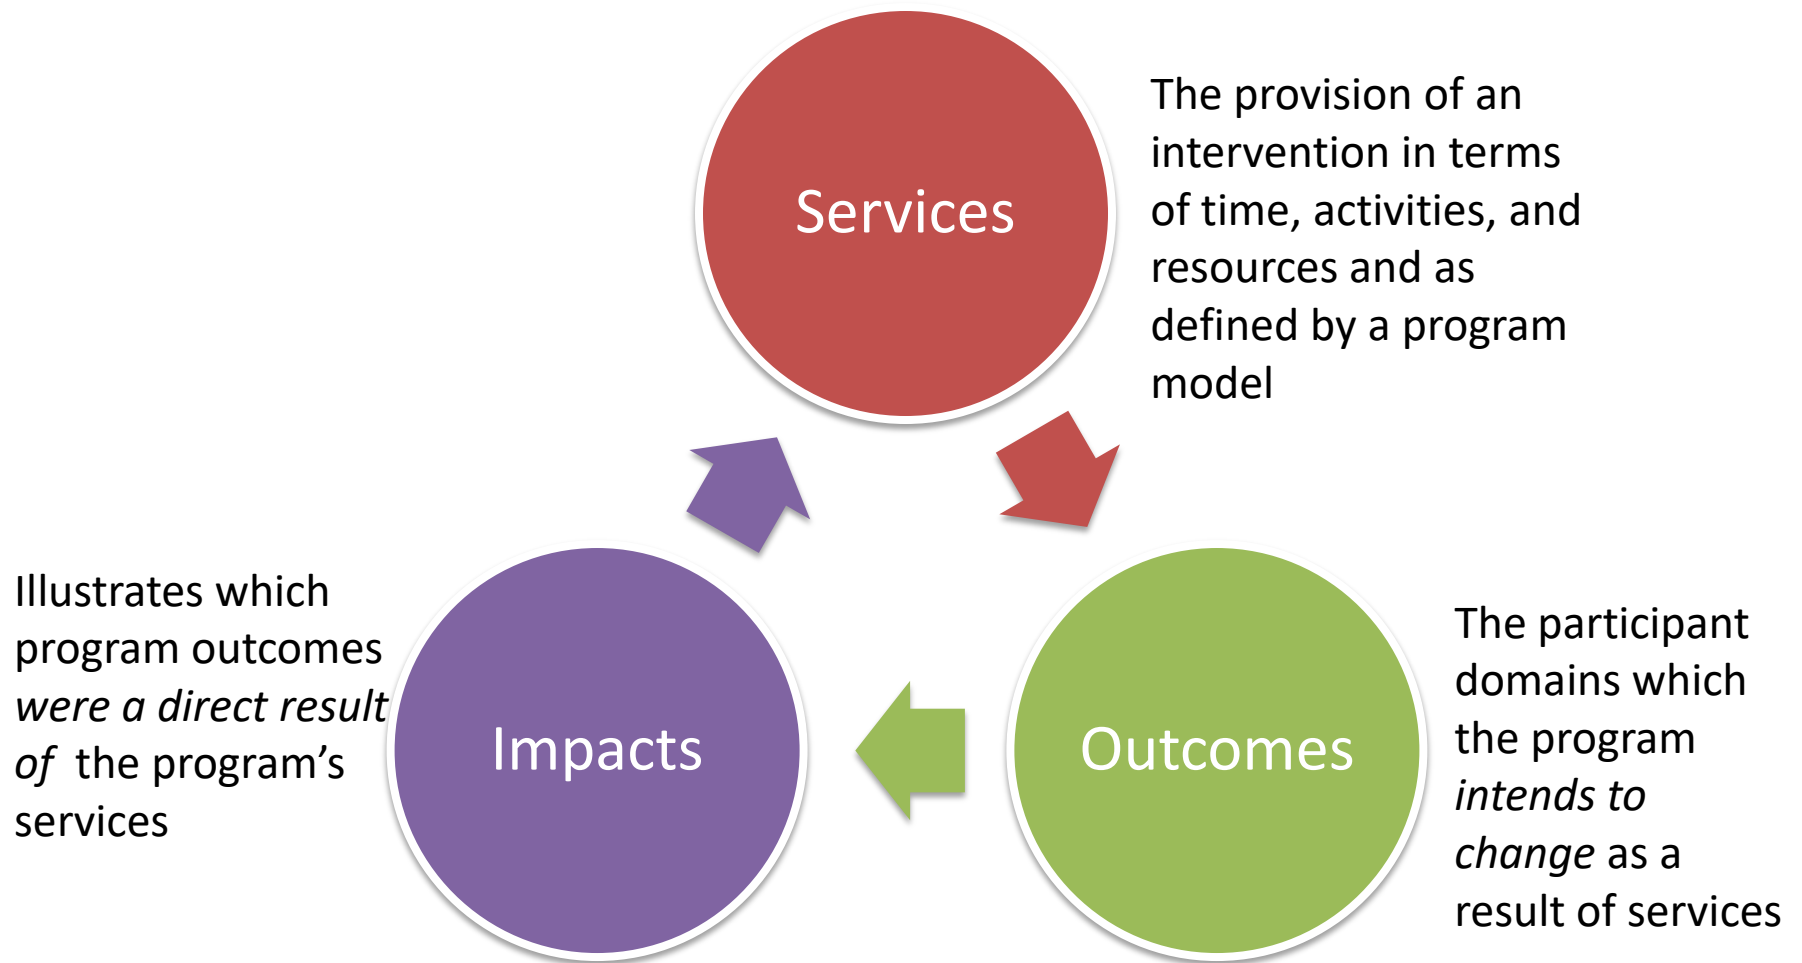 Services
The provision of an
intervention in terms
of time, activities, and
resources and as
defined by a program
model
Illustrates which
program outcomes
were a direct result
of the program's
services
Impacts
Outcomes
The participant
domains which
the program
intends to
change as a
result of services